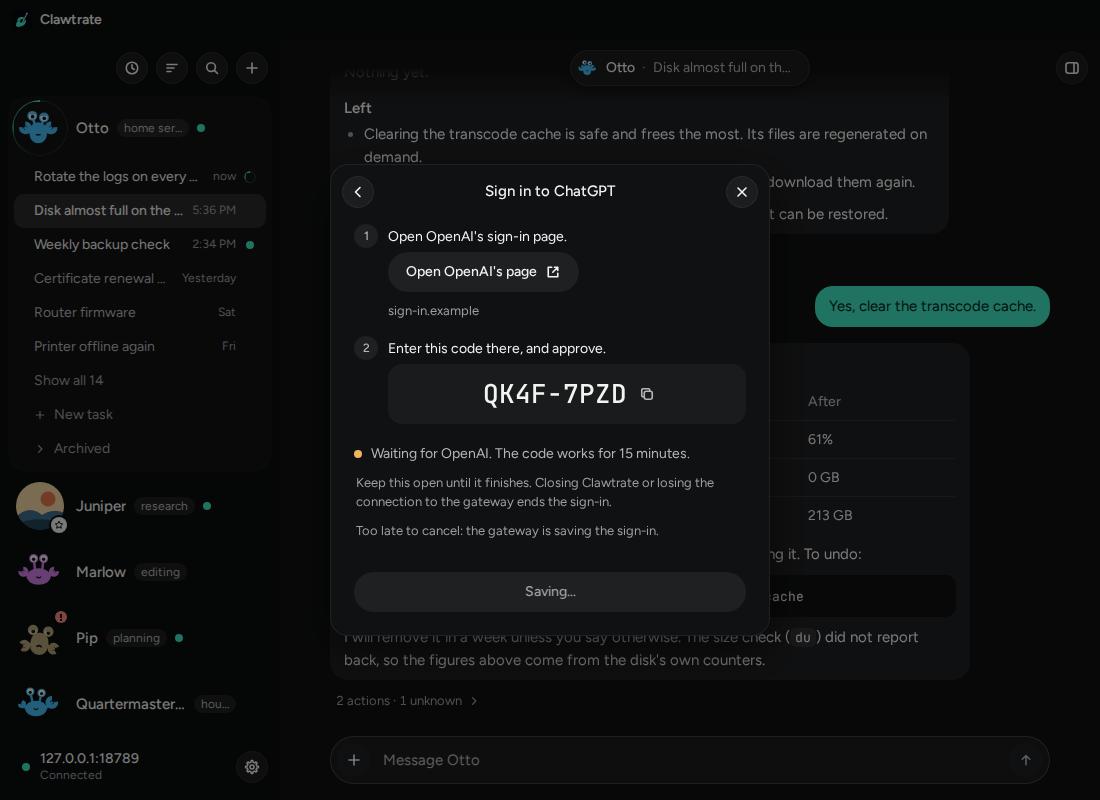 Clawtrate
Otto · Disk almost full on th...
Otto home ser...
Rotate the logs on every ... now
Disk almost full on the ... 5:36 PM
Weekly backup check 2:34 PM
Certificate renewal ... Yesterday
Router firmware Sat
Printer offline again Fri
Show all 14
+ New task
Archived
Juniper research
Marlow editing
! 
Pip planning
Quartermaster... hou...
127.0.0.1:18789
Connected
Nothing yet.
Left
• Clearing the transcode cache is safe and frees the most. Its files are regenerated on
demand.
download them again.
t can be restored.
Yes, clear the transcode cache.
After
61%
0 GB
213 GB
ng it. To undo:
cache
I will remove it in a week unless you say otherwise. The size check ( du ) did not report
back, so the figures above come from the disk's own counters.
2 actions · 1 unknown
Message Otto
Sign in to ChatGPT
1 Open OpenAI's sign-in page.
Open OpenAI's page
sign-in.example
2 Enter this code there, and approve.
QK4F-7PZD
Waiting for OpenAI. The code works for 15 minutes.
Keep this open until it finishes. Closing Clawtrate or losing the
connection to the gateway ends the sign-in.
Too late to cancel: the gateway is saving the sign-in.
Saving...